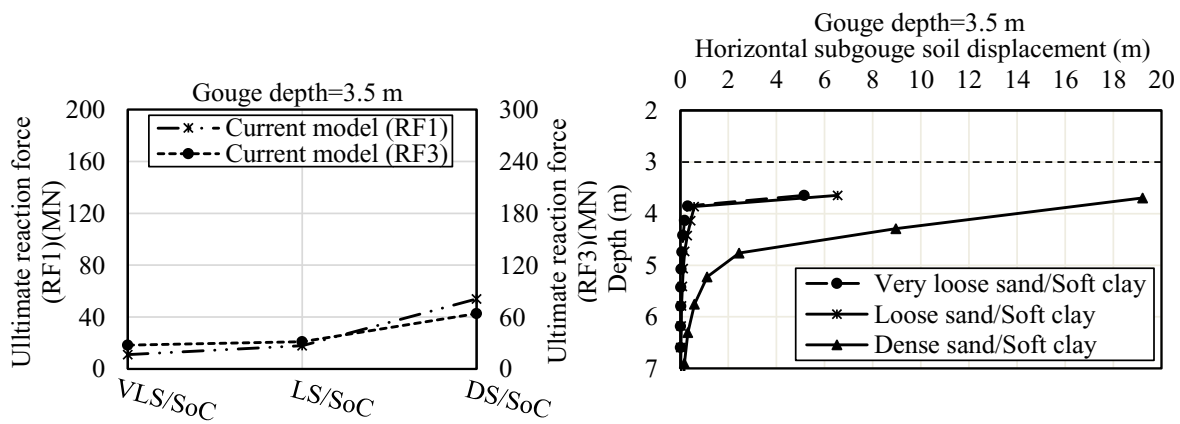 Gouge depth=3.5 m
200
160
120
80
40
0
Ulltimate reaction force
(RF1)(MN)
Current model (RF1)
Current model (RF3)
300
240
180
120
60
0
Ultimate reaction force
(RF3)(MN)
VLS/SoC
LS/SoC
DS/SoC
Gouge depth=3.5 m
Horizontal subgouge soil displacement (m)
0 2 4 6 8 10 12 14 16 18 20
2
3
4
5
6
7
Depth (m)
Very loose sand/Soft clay
Loose sand/Soft clay
Dense sand/Soft clay